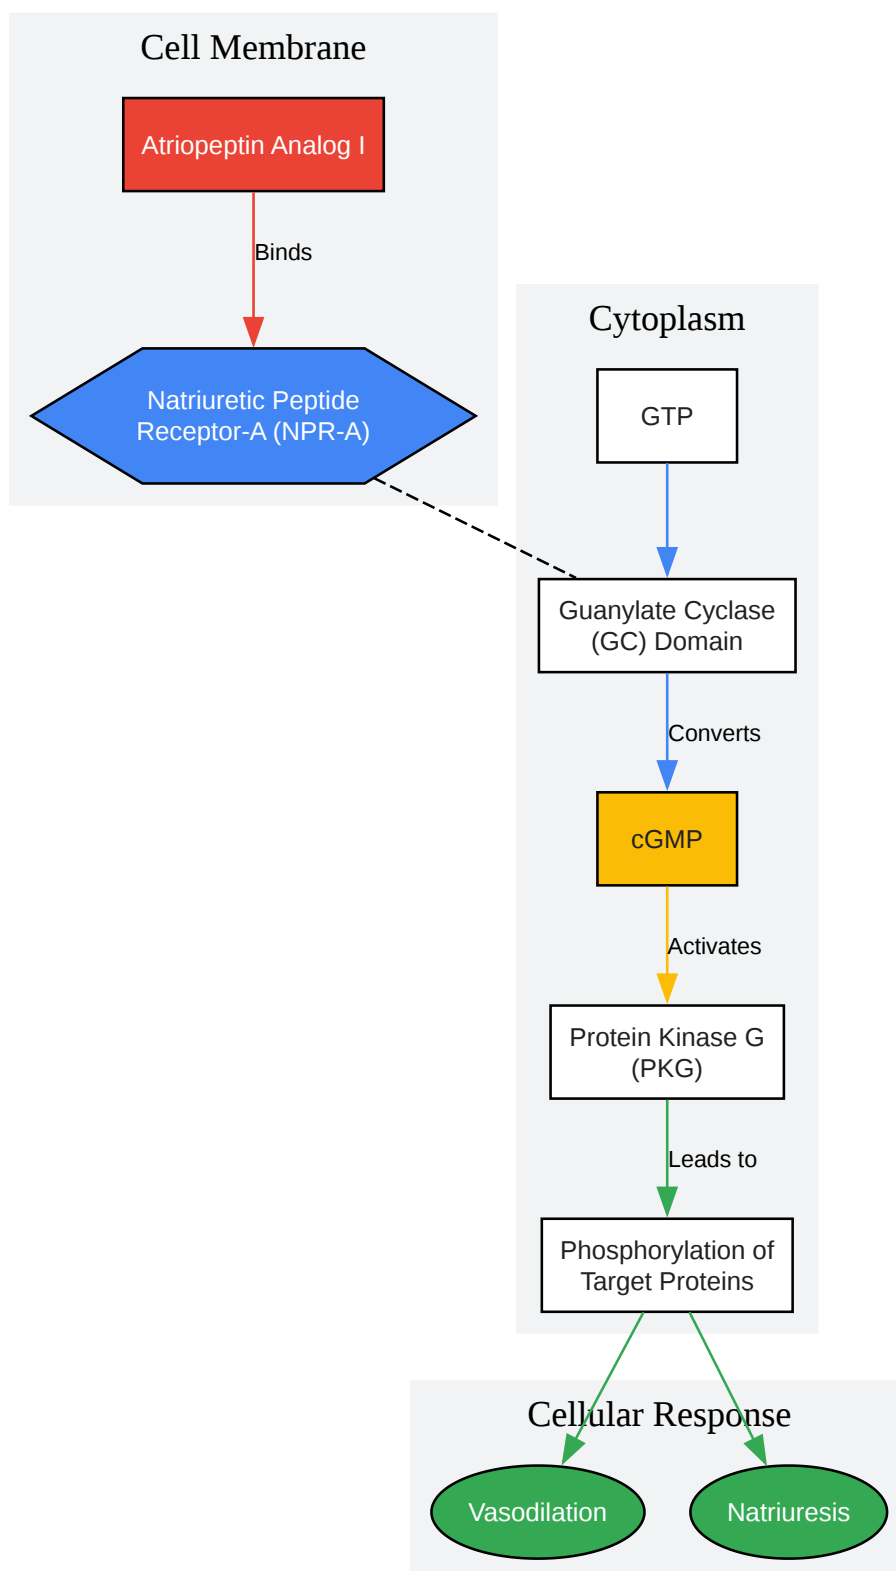 Cell Membrane
Atriopeptin Analog I
Binds
Natriuretic Peptide
Receptor-A (NPR-A)
Cytoplasm
GTP
Guanylate Cyclase
(GC) Domain
Converts
cGMP
Activates
Protein Kinase G
(PKG)
Leads to
Phosphorylation of
Target Proteins
Cellular Response
Vasodilation
Natriuresis